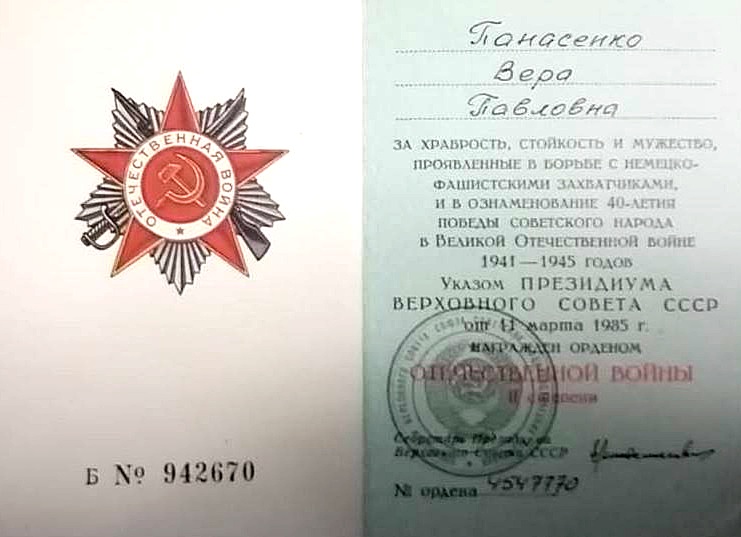 ОТЕЧЕСТВЕННАЯ ВОЙНА
Б № 942670
Панасенко
Вера
Павловна
ЗА ХРАБРОСТЬ, СТОЙКОСТЬ И МУЖЕСТВО,
ПРОЯВЛЕННЫЕ В БОРЬБЕ С НЕМЕЦКО-
ФАШИСТСКИМИ ЗАХВАТЧИКАМИ,
И В ОЗНАМЕНОВАНИЕ 40-ЛЕТИЯ
ПОБЕДЫ СОВЕТСКОГО НАРОДА
В ВЕЛИКОЙ ОТЕЧЕСТВЕННОЙ ВОЙНЕ
1941—1945 ГОДОВ
УКАЗОМ ПРЕЗИДИУМА
ВЕРХОВНОГО СОВЕТА СССР
от 11 марта 1985 г.
НАГРАЖДЕН ОРДЕНОМ
ОТЕЧЕСТВЕННОЙ ВОЙНЫ
II степени
Секретарь Президиума
Верховного Совета СССР
№ ордена 4547770